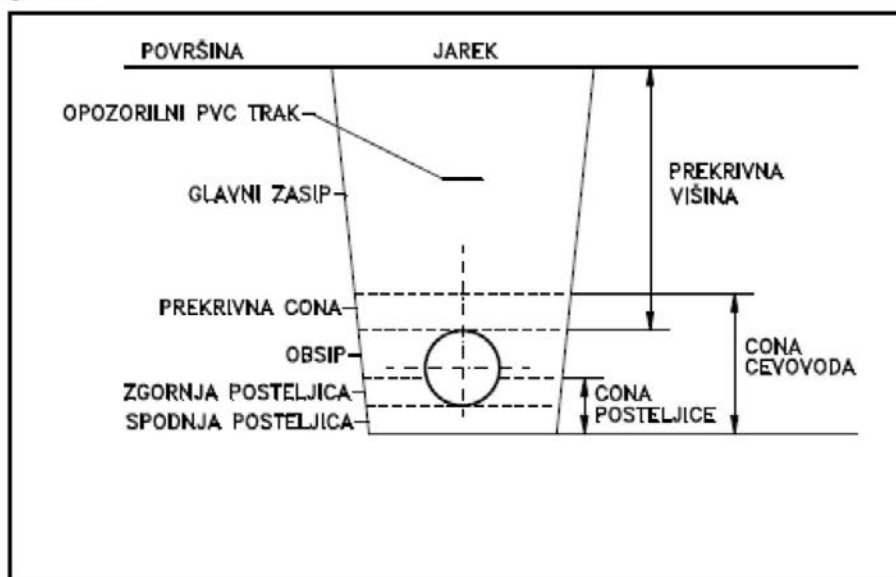 POVRŠINA
JAREK
OPOZORILNI PVC TRAK
GLAVNI ZASIP
PREKRIVNA
VIŠINA
PREKRIVNA CONA
OBSIP
CONA
CEVOVODA
ZGORNJA POSTELJICA
CONA
POSTELJICE
SPODNJA POSTELJICA